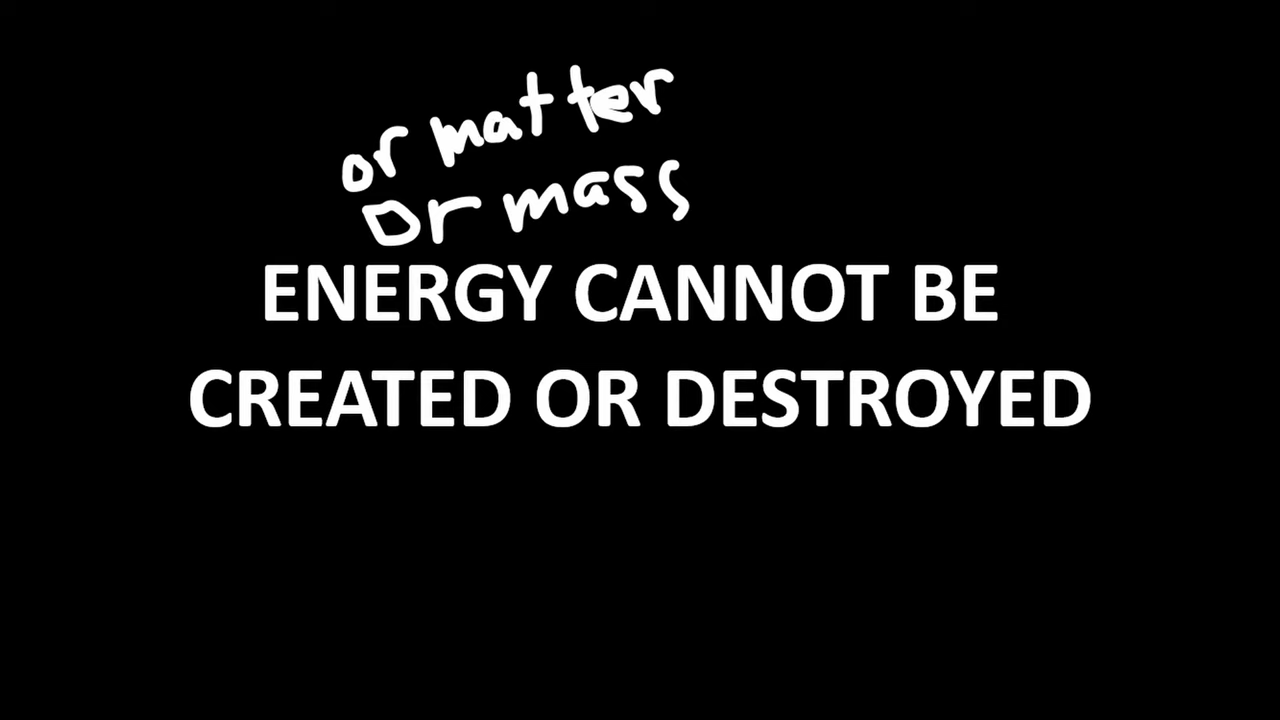 or matter
or mass
ENERGY CANNOT BE
CREATED OR DESTROYED